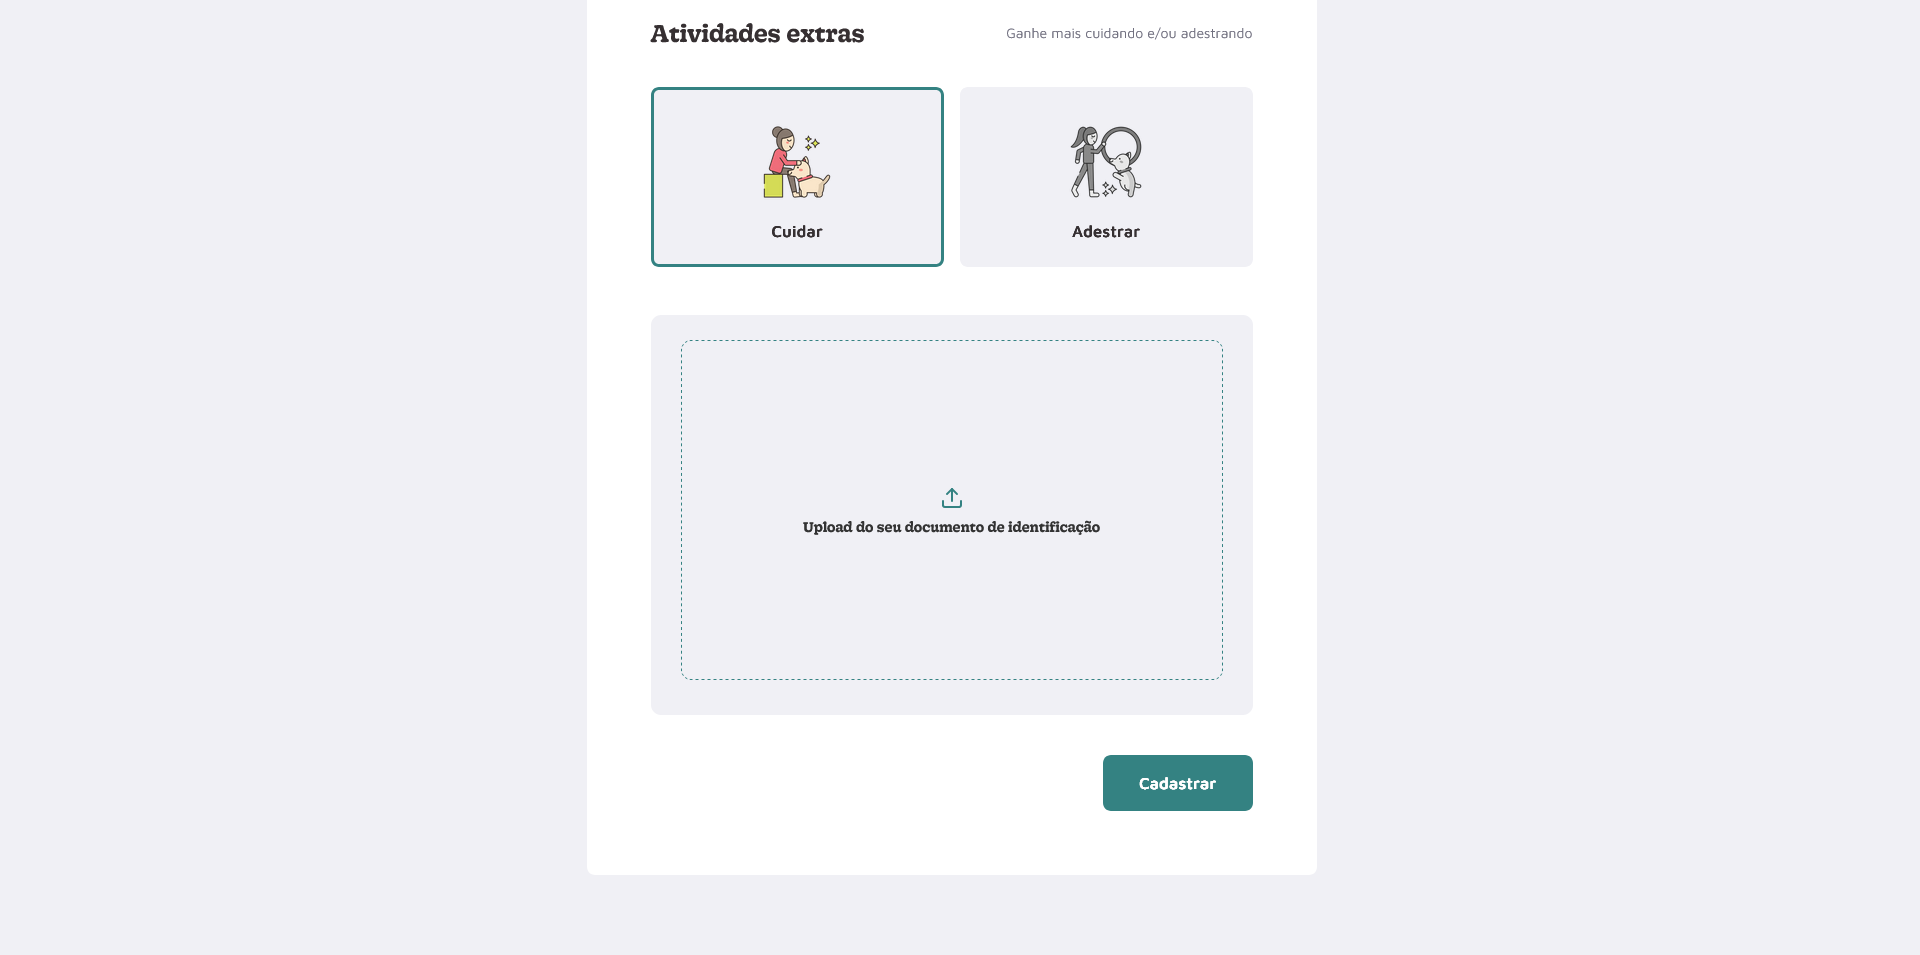 Atividades extras
Ganhe mais cuidando e/ou adestrando
Cuidar
Adestrar
Upload do seu documento de identificação
Cadastrar